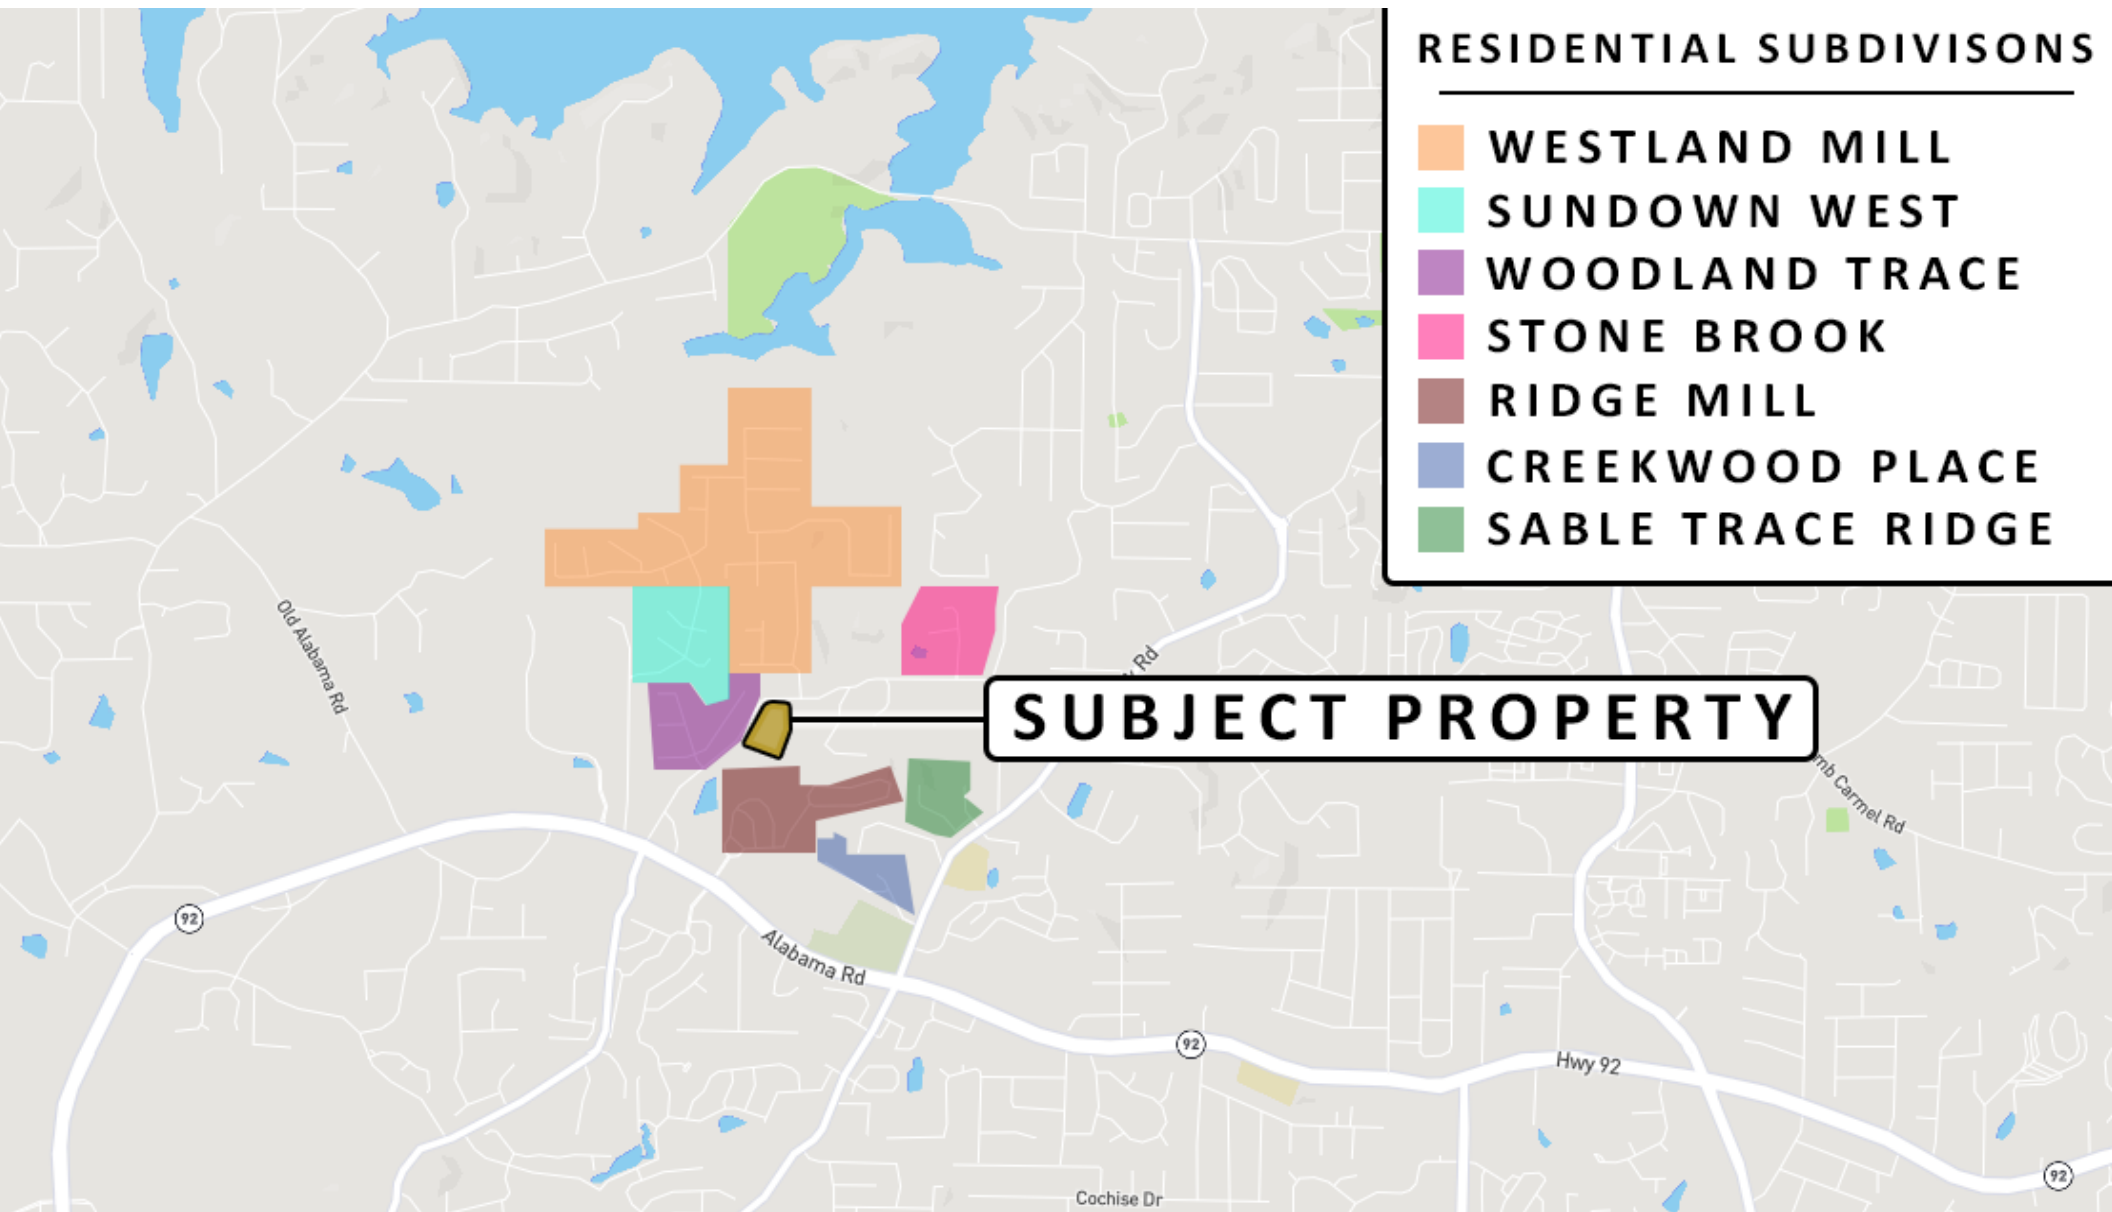 RESIDENTIAL SUBDIVISONS
WESTLAND MILL
SUNDOWN WEST
WOODLAND TRACE
STONE BROOK
RIDGE MILL
CREEKWOOD PLACE
SABLE TRACE RIDGE
Old Alabama Rd
Rd
SUBJECT PROPERTY
Carmel Rd
92
Alabama Rd
92
Hwy 92
92
Cochise Dr